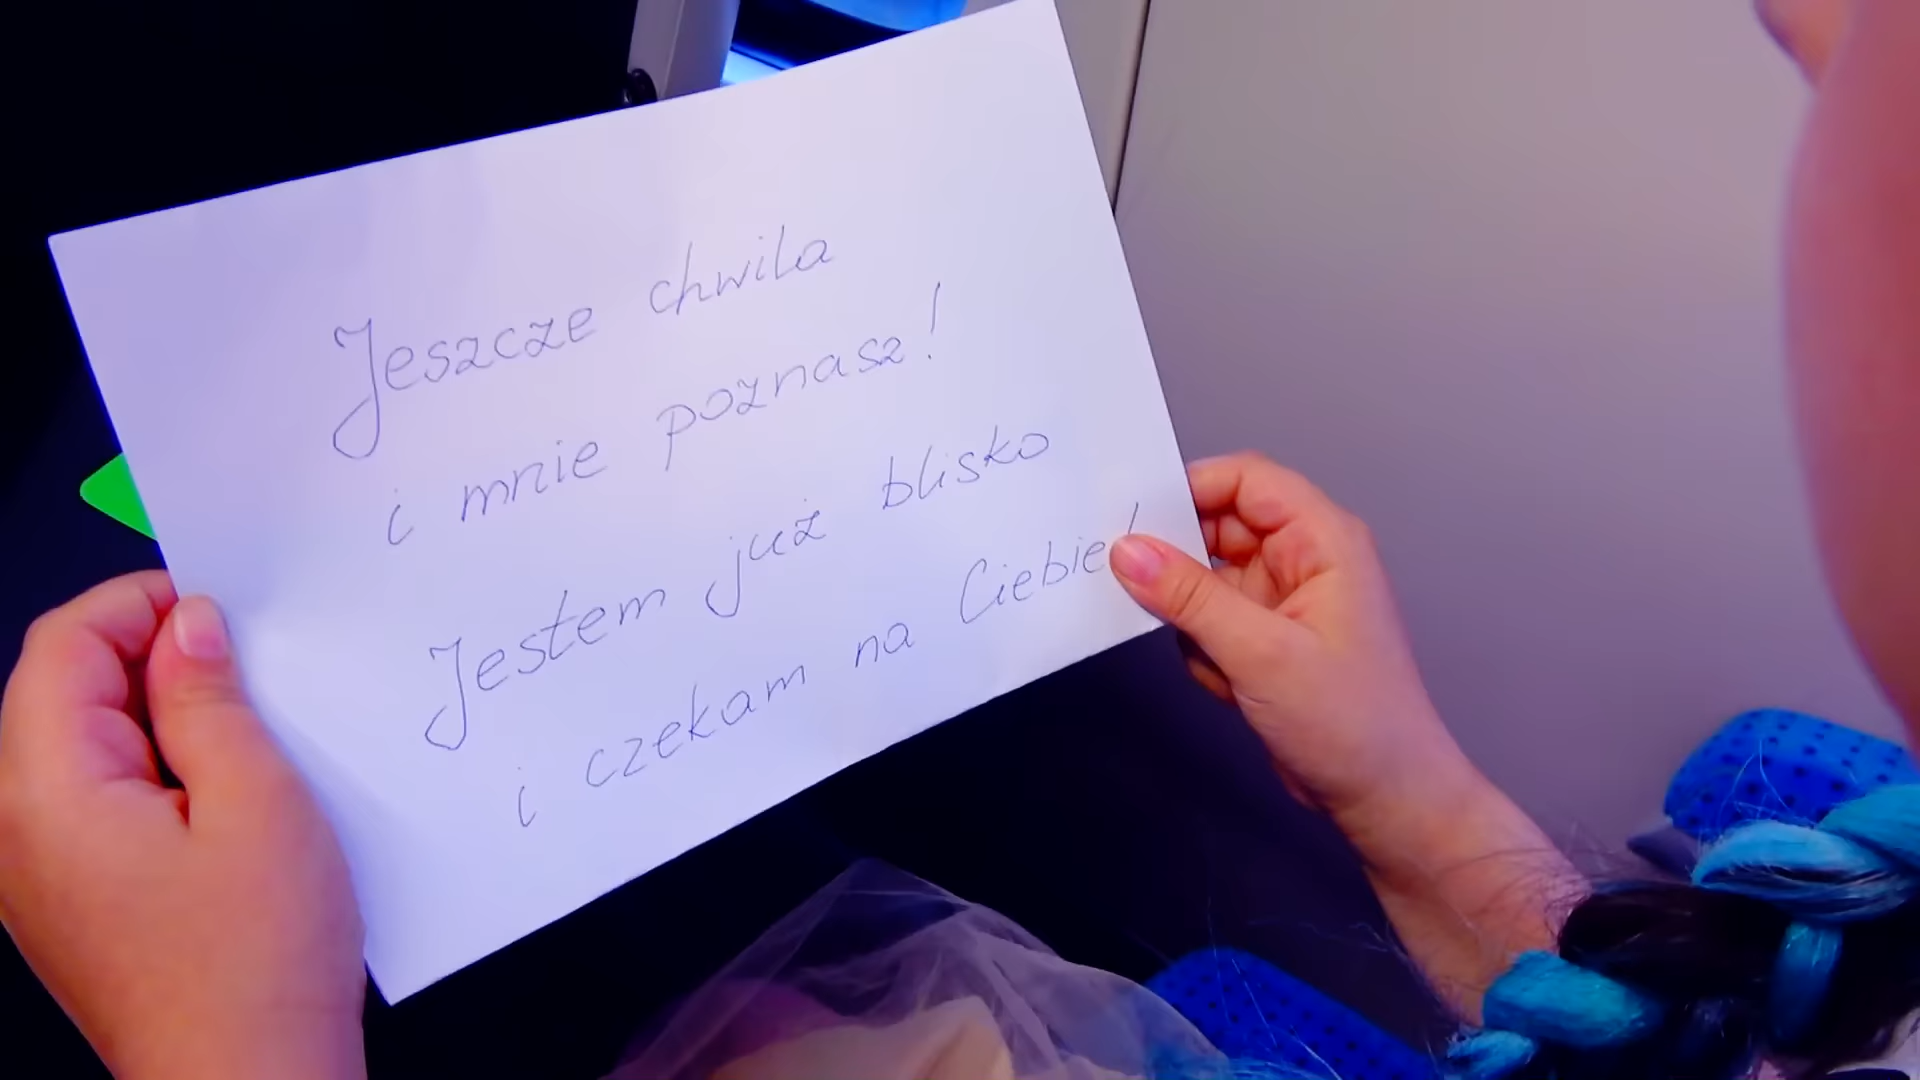 Jeszcze chwila
i mnie poznasz!
Jestem już blisko
i czekam na Ciebie!